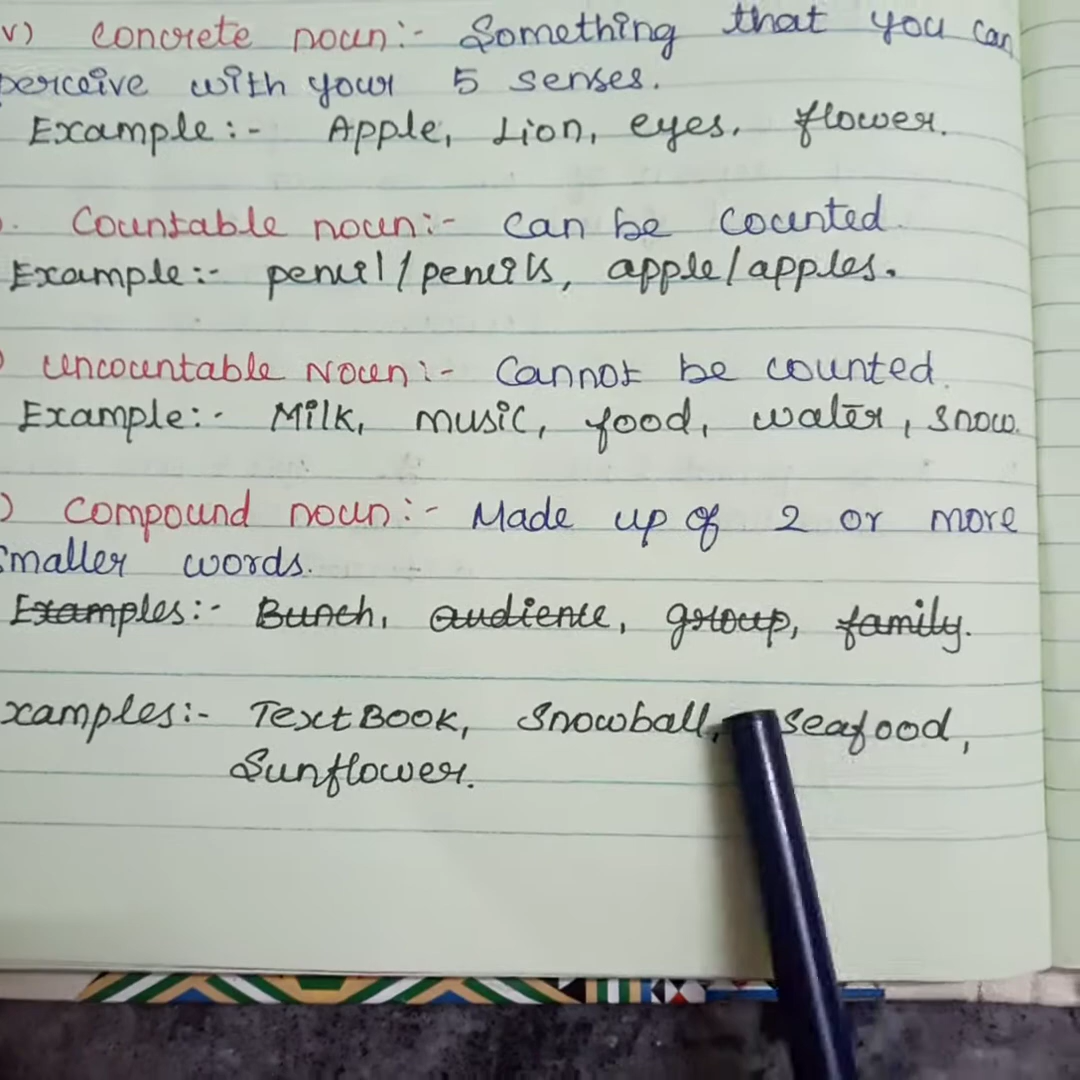 v) Concrete noun:- Something that you can
perceive with your 5 senses.
Example:- Apple, Lion, eyes, flower.
Countable noun:- Can be counted.
Example:- pencil/pencils, apple/apples.
) Uncountable Noun:- Cannot be counted.
Example:- Milk, music, food, water, snow.
) Compound noun:- Made up of 2 or more
smaller words.
Examples:- Bunch, audience, group, family.
xamples:- TextBook, Snowball, Seafood,
Sunflower.